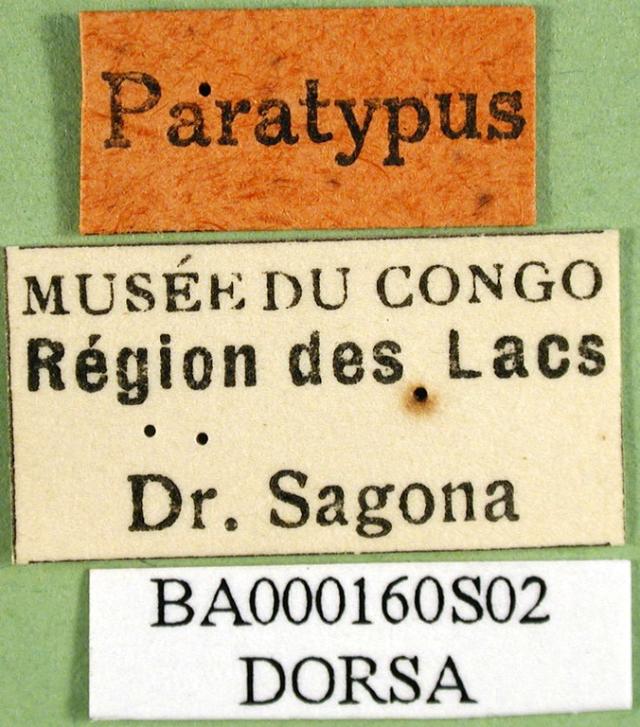 Paratypus
MUSÉE DU CONGO
Région des Lacs
Dr. Sagona
BA000160S02
DORSA